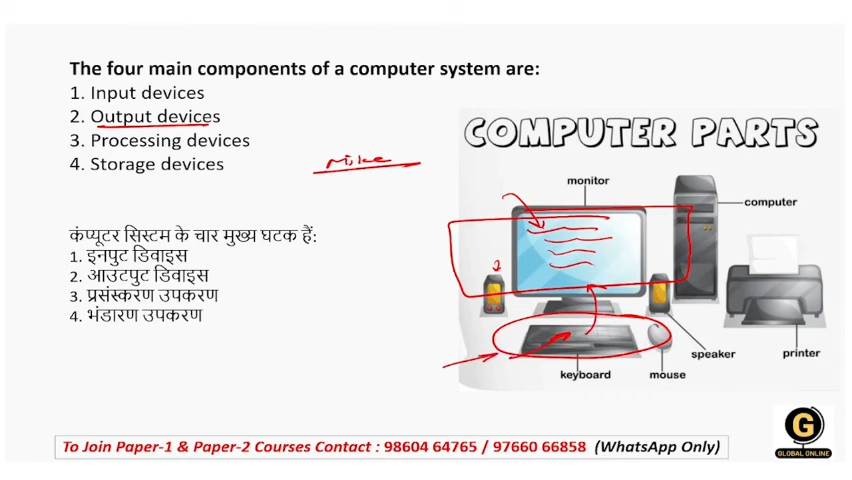 The four main components of a computer system are:
1. Input devices
2. Output devices
3. Processing devices
4. Storage devices
Mike
कंप्यूटर सिस्टम के चार मुख्य घटक हैं:
1. इनपुट डिवाइस
2. आउटपुट डिवाइस
3. प्रसंस्करण उपकरण
4. भंडारण उपकरण
COMPUTER PARTS
monitor
computer
speaker
printer
keyboard
mouse
G
GLOBAL ONLINE
To Join Paper-1 & Paper-2 Courses Contact : 98604 64765 / 97660 66858 (WhatsApp Only)